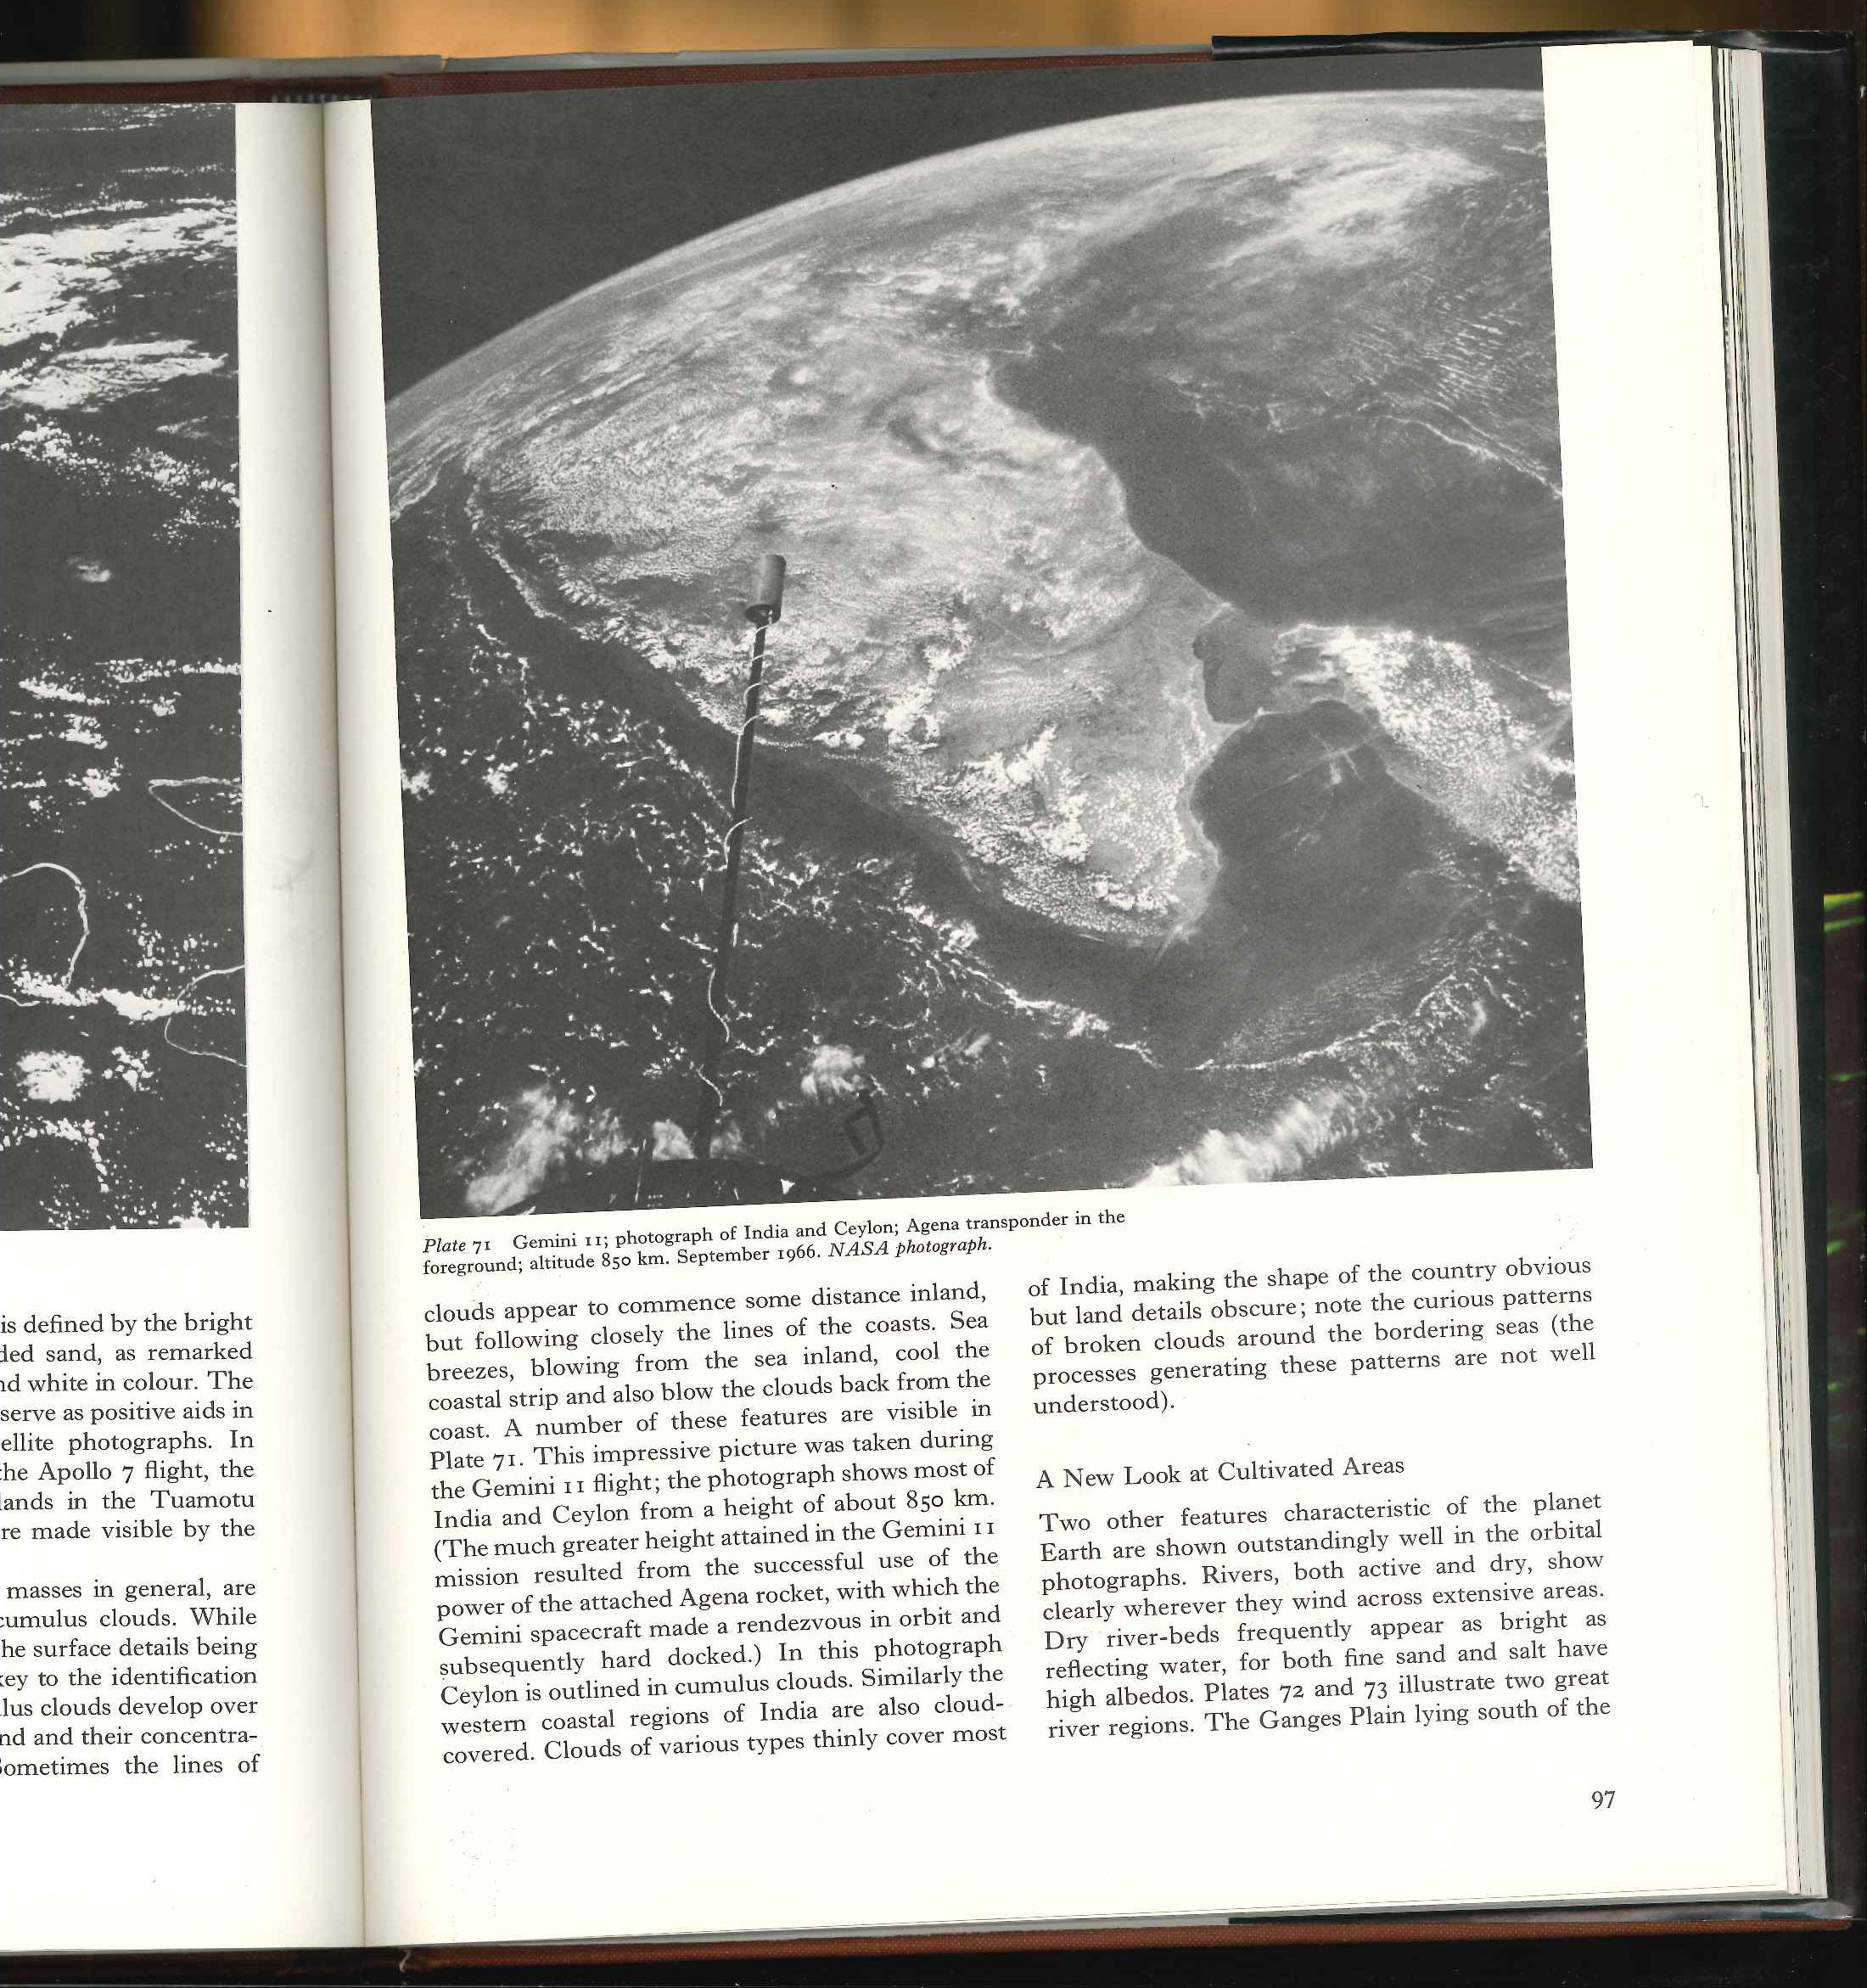 is defined by the bright
sand, as remarked
white in colour. The
serve as positive aids in
photographs. In
Apollo 7 flight, the
in the Tuamotu
made visible by the
masses in general, are
cumulus clouds. While
surface details being
to the identification
clouds develop over
and their concentra-
the lines of
Plate 71 Gemini 11; photograph of India and Ceylon; Agena transponder in the
foreground; altitude 850 km. September 1966. NASA photograph.
clouds appear to commence some distance inland,
but following closely the lines of the coasts. Sea
breezes, blowing from the sea inland, cool the
coastal strip and also blow the clouds back from the
coast. A number of these features are visible in
Plate 71. This impressive picture was taken during
the Gemini 11 flight; the photograph shows most of
India and Ceylon from a height of about 850 km.
(The much greater height attained in the Gemini 11
mission resulted from the successful use of the
power of the attached Agena rocket, with which the
Gemini spacecraft made a rendezvous in orbit and
subsequently hard docked.) In this photograph
Ceylon is outlined in cumulus clouds. Similarly the
western coastal regions of India are also cloud-
covered. Clouds of various types thinly cover most
of India, making the shape of the country obvious
but land details obscure; note the curious patterns
of broken clouds around the bordering seas (the
processes generating these patterns are not well
understood).
A New Look at Cultivated Areas
Two other features characteristic of the planet
Earth are shown outstandingly well in the orbital
photographs. Rivers, both active and dry, show
clearly wherever they wind across extensive areas.
Dry river-beds frequently appear as bright as
reflecting water, for both fine sand and salt have
high albedos. Plates 72 and 73 illustrate two great
river regions. The Ganges Plain lying south of the
97